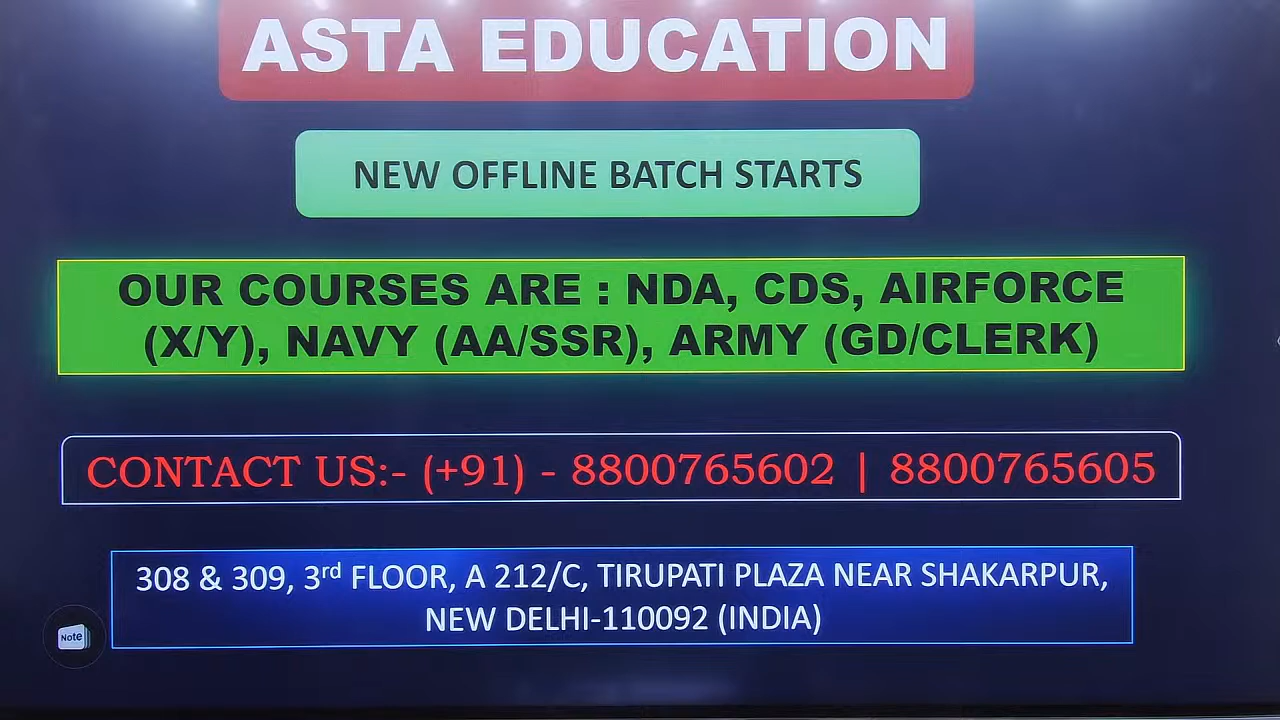 ASTA EDUCATION
NEW OFFLINE BATCH STARTS
OUR COURSES ARE : NDA, CDS, AIRFORCE
(X/Y), NAVY (AA/SSR), ARMY (GD/CLERK)
CONTACT US:- (+91) - 8800765602 | 8800765605
308 & 309, 3rd FLOOR, A 212/C, TIRUPATI PLAZA NEAR SHAKARPUR,
NEW DELHI-110092 (INDIA)
Note